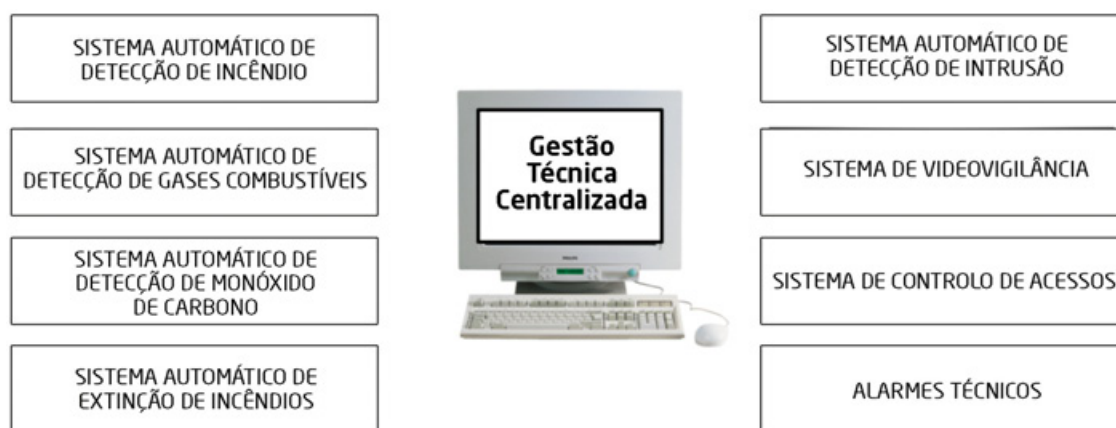 SISTEMA AUTOMÁTICO DE
DETECÇÃO DE INCÊNDIO
SISTEMA AUTOMÁTICO DE
DETECÇÃO DE GASES COMBUSTÍVEIS
SISTEMA AUTOMÁTICO DE
DETECÇÃO DE MONÓXIDO
DE CARBONO
SISTEMA AUTOMÁTICO DE
EXTINÇÃO DE INCÊNDIOS
Gestão
Técnica
Centralizada
PHILIPS
SISTEMA AUTOMÁTICO DE
DETECÇÃO DE INTRUSÃO
SISTEMA DE VIDEOVIGILÂNCIA
SISTEMA DE CONTROLO DE ACESSOS
ALARMES TÉCNICOS